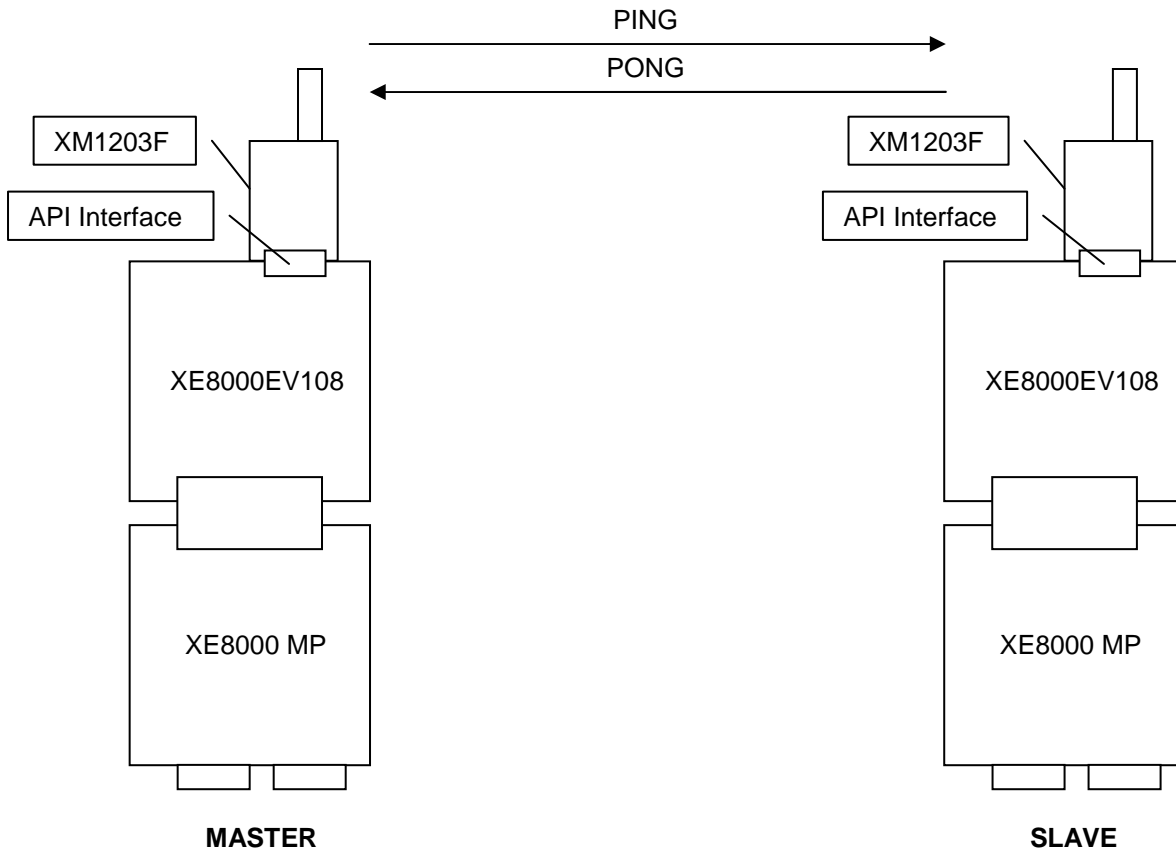 PING
PONG
XM1203F
XM1203F
API Interface
API Interface
XE8000EV108
XE8000EV108
XE8000 MP
XE8000 MP
MASTER
SLAVE